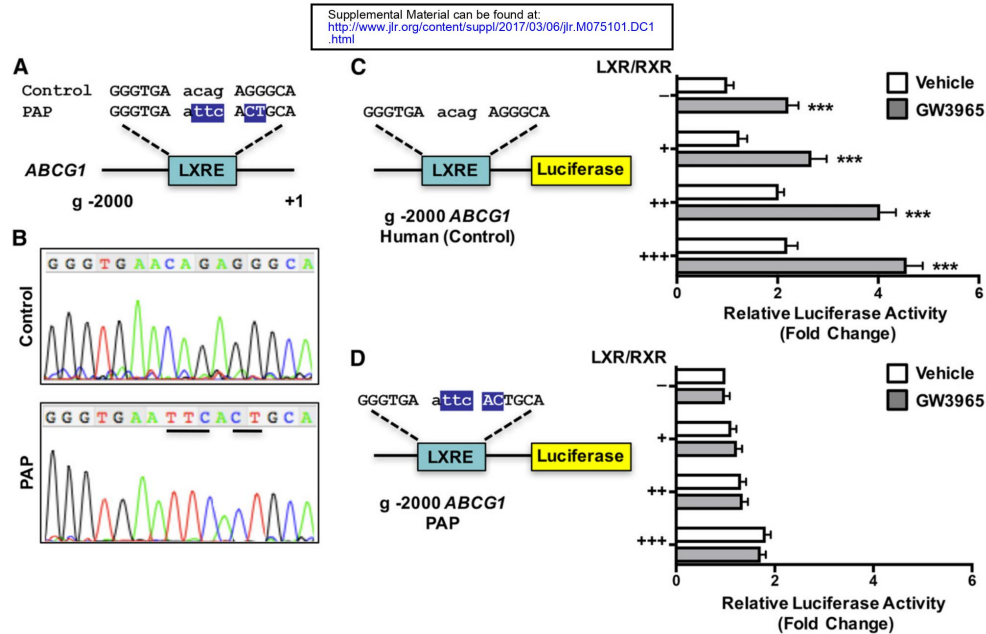 Supplemental Material can be found at:
http://www.jlr.org/content/suppl/2017/03/06/jlr.M075101.DC1
.html
A
Control GGGTGA acag AGGGCA
PAP GGGTGA attc ACTGCA
ABCG1 LXRE
g -2000 +1
B
Control
G G G T G A A C A G A G G G C A
PAP
G G G T G A A T T C A C T G C A
C
GGGTGA acag AGGGCA
LXRE Luciferase
g -2000 ABCG1
Human (Control)
LXR/RXR
Vehicle
GW3965
–
***
+
***
++
***
+++
***
0 2 4 6
Relative Luciferase Activity
(Fold Change)
D
GGGTGA attc ACTGCA
LXRE Luciferase
g -2000 ABCG1
PAP
LXR/RXR
Vehicle
GW3965
–
+
++
+++
0 2 4 6
Relative Luciferase Activity
(Fold Change)